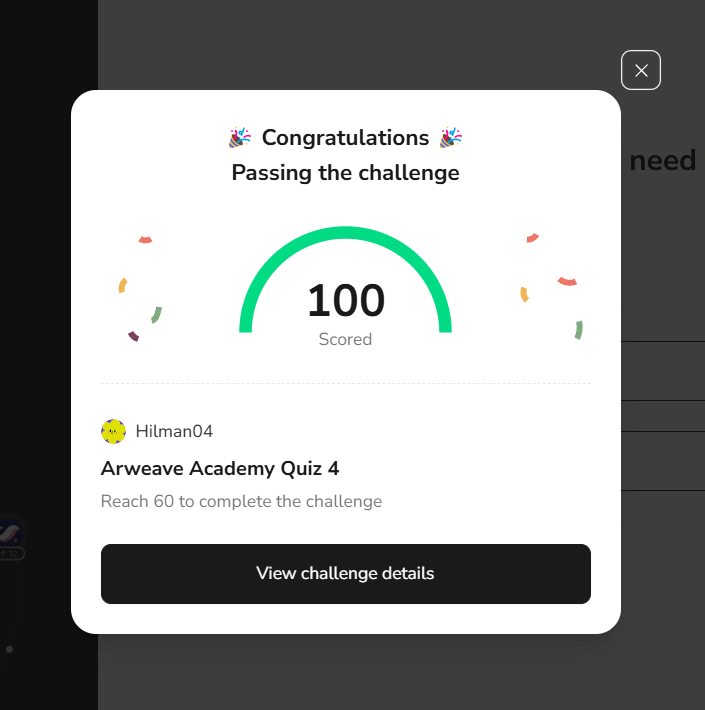 🎉 Congratulations 🎉
Passing the challenge
need
100
Scored
Hilman04
Arweave Academy Quiz 4
Reach 60 to complete the challenge
View challenge details